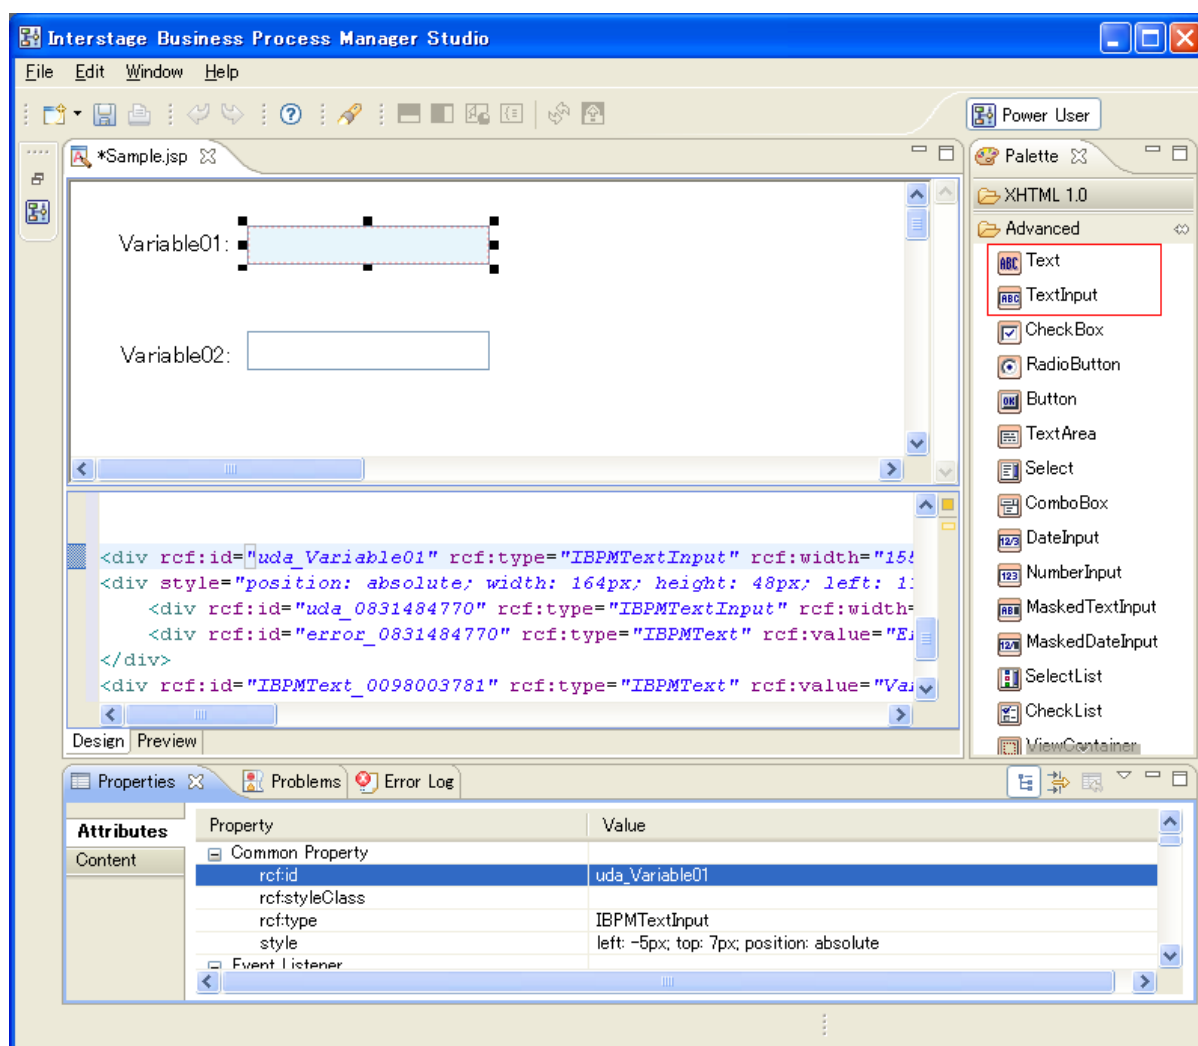 Interstage Business Process Manager Studio
File Edit Window Help
Power User
*Sample.jsp
Palette
XHTML 1.0
Advanced
Text
TextInput
CheckBox
RadioButton
Button
TextArea
Select
ComboBox
DateInput
NumberInput
MaskedTextInput
MaskedDateInput
SelectList
CheckList
ViewContainer
Variable01:
Variable02:
<div rcf:id="uda_Variable01" rcf:type="IBPMTextInput" rcf:width="155
<div style="position: absolute; width: 164px; height: 48px; left: 1
<div rcf:id="uda_0831484770" rcf:type="IBPMTextInput" rcf:width=
<div rcf:id="error_0831484770" rcf:type="IBPMText" rcf:value="E
</div>
<div rcf:id="IBPMText_0098003781" rcf:type="IBPMText" rcf:value="Va
Design Preview
Properties Problems Error Log
Attributes
Content
Property Value
Common Property
rcf:id uda_Variable01
rcf:styleClass
rcf:type IBPMTextInput
style left: -5px; top: 7px; position: absolute
Event Listener